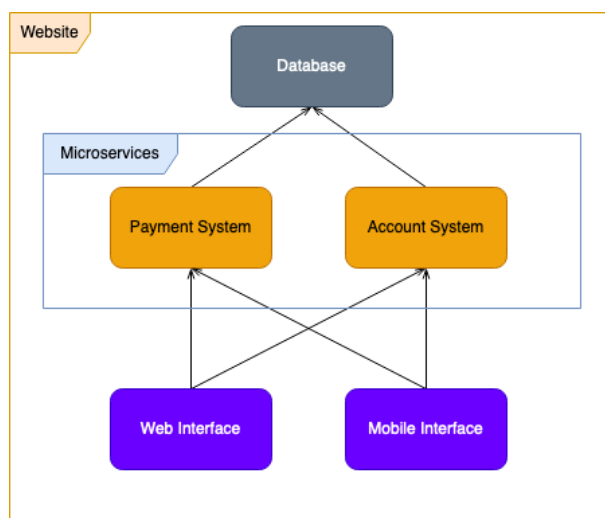 Website
Database
Microservices
Payment System
Account System
Web Interface
Mobile Interface